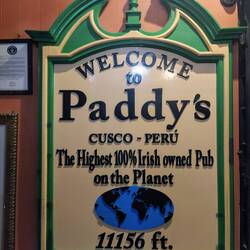 WELCOME
to
Paddy's
CUSCO - PERÚ
The Highest 100% Irish owned Pub
on the Planet
11156 ft.